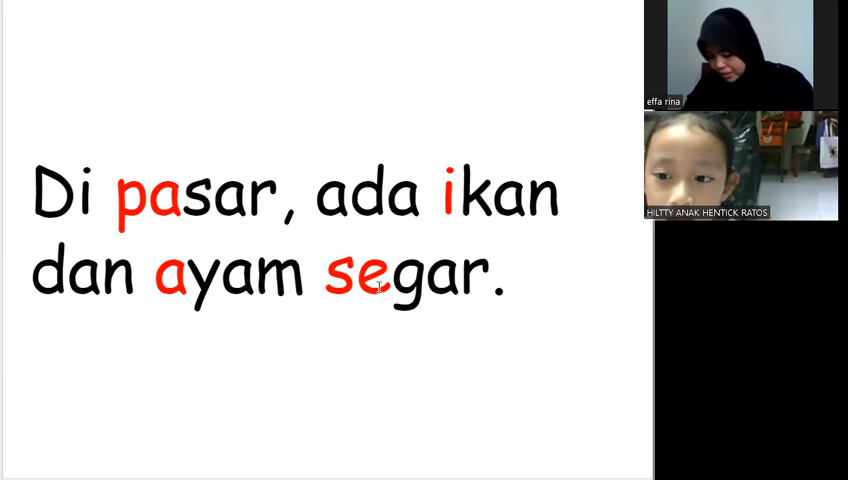 Di pasar, ada ikan
dan ayam segar.
effa rina
HILTTY ANAK HENTICK RATOS